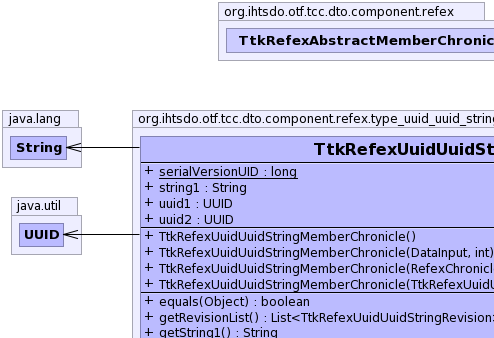 org.ihtsdo.otf.tcc.dto.component.refex
TtkRefexAbstractMemberChronic
java.lang
String
org.ihtsdo.otf.tcc.dto.component.refex.type_uuid_uuid_string
TtkRefexUuidUuidSt
+ serialVersionUID : long
+ string1 : String
+ uuid1 : UUID
+ uuid2 : UUID
java.util
UUID
+ TtkRefexUuidUuidStringMemberChronicle()
+ TtkRefexUuidUuidStringMemberChronicle(DataInput, int)
+ TtkRefexUuidUuidStringMemberChronicle(RefexChronicl
+ TtkRefexUuidUuidStringMemberChronicle(TtkRefexUuidU
+ equals(Object) : boolean
+ getRevisionList() : List<TtkRefexUuidUuidStringRevision>
+ getString1() : String